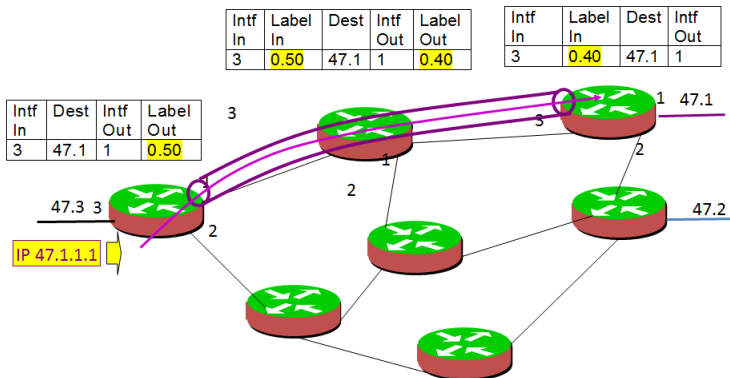 Intf In Label In Dest Intf Out Label Out
3 0.50 47.1 1 0.40
Intf In Label In Dest Intf Out
3 0.40 47.1 1
Intf In Dest Intf Out Label Out
3 47.1 1 0.50
3
1 47.1
3
2
1
1
2
47.3 3
2
47.2
IP 47.1.1.1